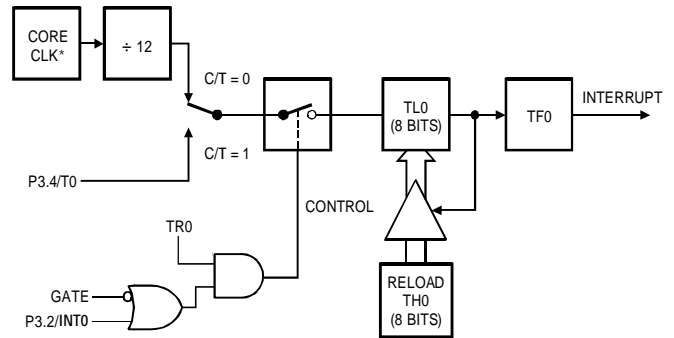 CORE
CLK*
÷ 12
C/T = 0
C/T = 1
P3.4/T0
TL0
(8 BITS)
TF0
INTERRUPT
CONTROL
TR0
GATE
P3.2/INT0
RELOAD
TH0
(8 BITS)